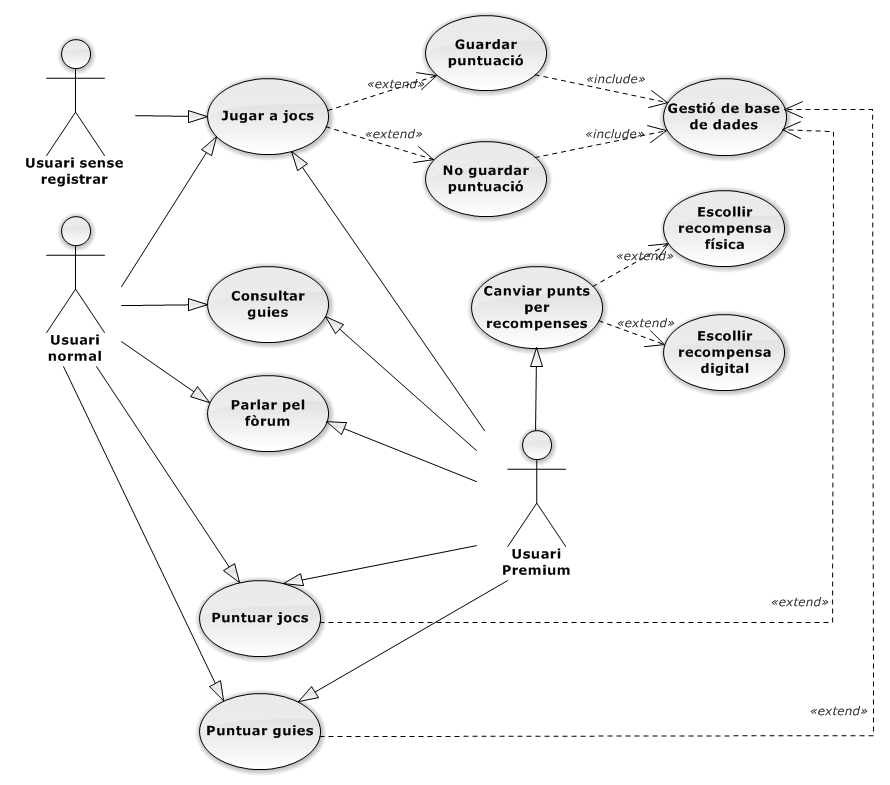 Guardar
puntuació
«extend»
«include»
Jugar a jocs
Gestió de base
de dades
«extend»
«include»
Usuari sense
registrar
No guardar
puntuació
Escollir
recompensa
física
«extend»
Consultar
guies
Canviar punts
per
recompenses
«extend»
Usuari
normal
Escollir
recompensa
digital
Parlar pel
fòrum
Usuari
Premium
«extend»
Puntuar jocs
«extend»
Puntuar guies